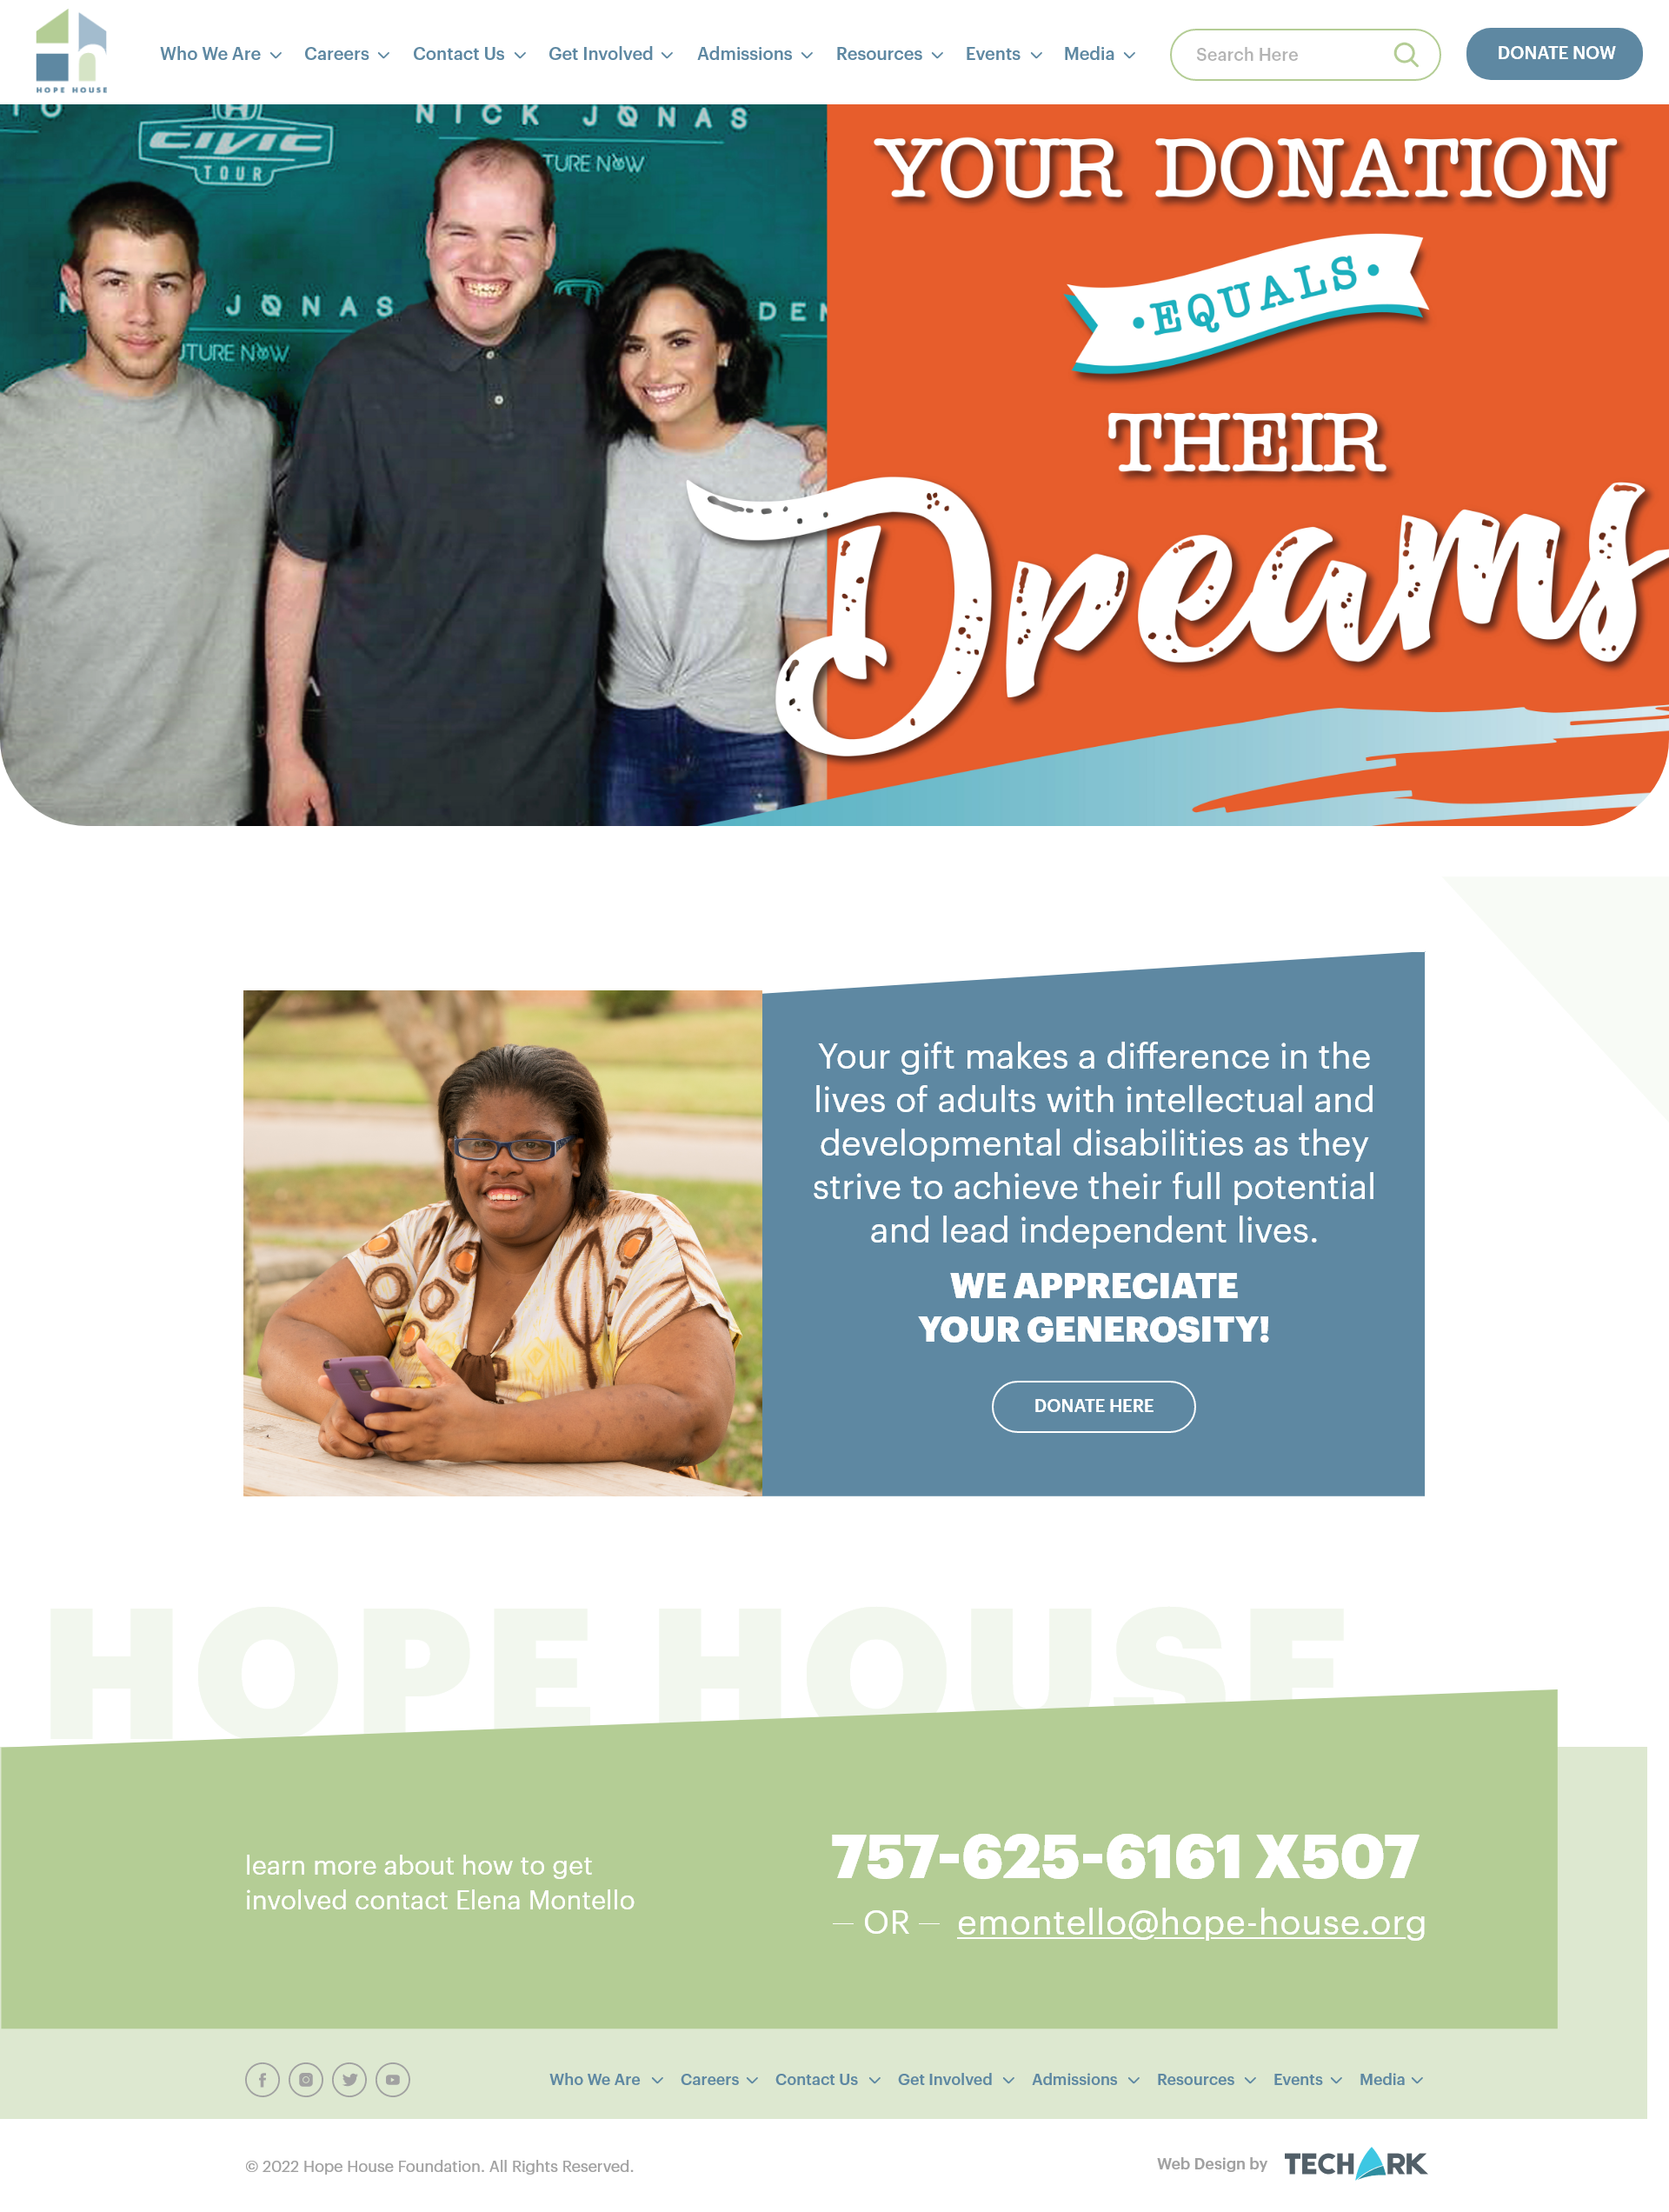 HOPE HOUSE
Who We Are Careers Contact Us Get Involved Admissions Resources Events Media
Search Here
DONATE NOW
CIVIC
TOUR
NICK JONAS
FUTURE NOW
JONAS
FUTURE NOW
YOUR DONATION
EQUALS
THEIR
Dreams
Your gift makes a difference in the
lives of adults with intellectual and
developmental disabilities as they
strive to achieve their full potential
and lead independent lives.
WE APPRECIATE
YOUR GENEROSITY!
DONATE HERE
HOPE HOUSE
learn more about how to get
involved contact Elena Montello
757-625-6161 X507
— OR — emontello@hope-house.org
Who We Are Careers Contact Us Get Involved Admissions Resources Events Media
© 2022 Hope House Foundation. All Rights Reserved.
Web Design by TECHARK